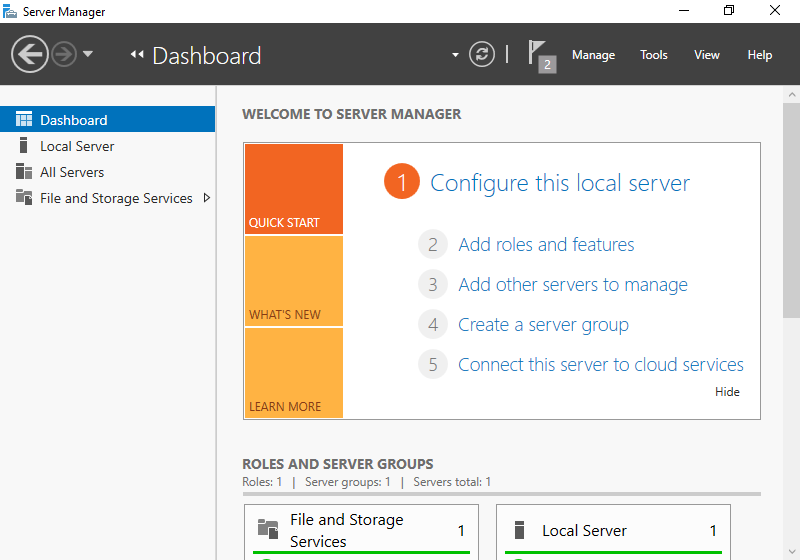 Server Manager
Dashboard
2
Manage
Tools
View
Help
Dashboard
Local Server
All Servers
File and Storage Services
WELCOME TO SERVER MANAGER
QUICK START
WHAT'S NEW
LEARN MORE
1 Configure this local server
2 Add roles and features
3 Add other servers to manage
4 Create a server group
5 Connect this server to cloud services
Hide
ROLES AND SERVER GROUPS
Roles: 1 | Server groups: 1 | Servers total: 1
File and Storage
Services
1
Local Server
1